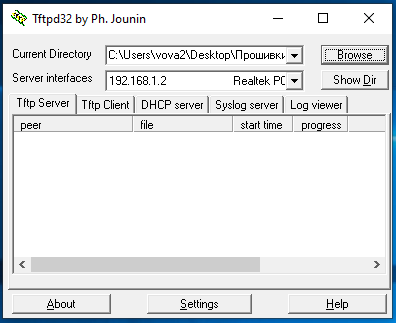 Tftpd32 by Ph. Jounin
Current Directory C:\Users\vova2\Desktop\Прошивки Browse
Server interfaces 192.168.1.2 Realtek PC Show Dir
Tftp Server Tftp Client DHCP server Syslog server Log viewer
peer file start time progress
About Settings Help